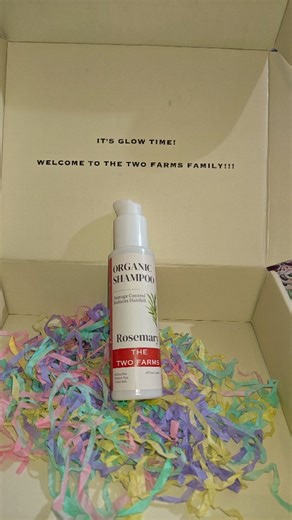 IT'S GLOW TIME!
WELCOME TO THE TWO FARMS FAMILY!!!
ORGANIC
SHAMPOO
Rosemary
THE
TWO FARMS